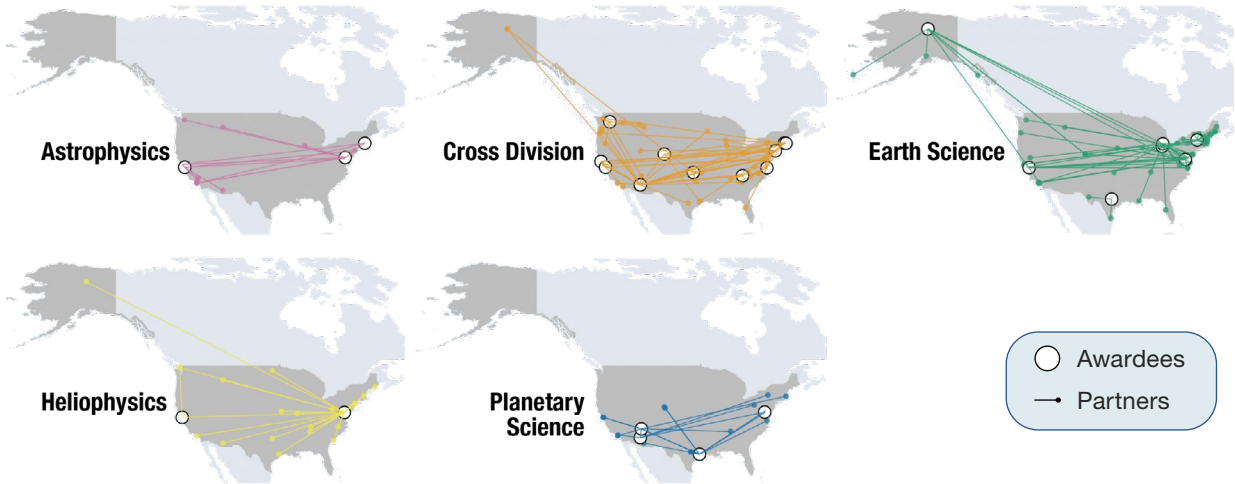 Astrophysics
Cross Division
Earth Science
Heliophysics
Planetary
Science
Awardees
Partners